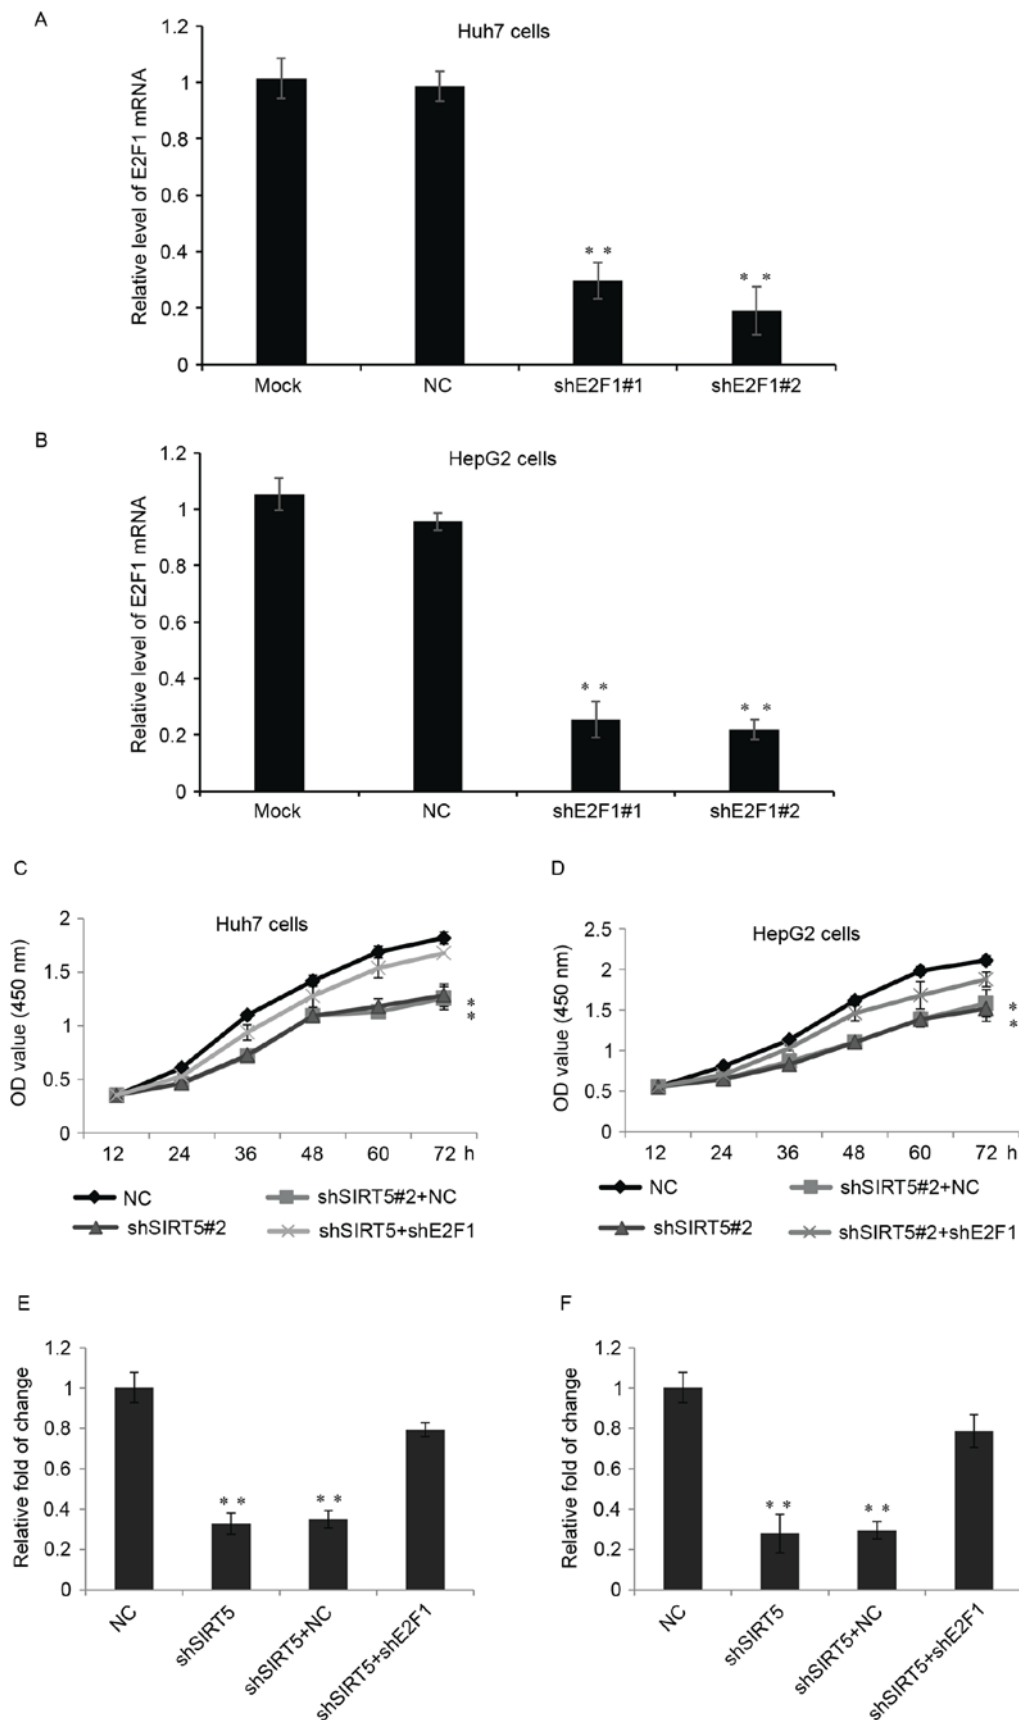 A
Huh7 cells
Relative level of E2F1 mRNA
1.2
1
0.8
0.6
0.4
0.2
0
* *
* *
Mock NC shE2F1#1 shE2F1#2
B
HepG2 cells
Relative level of E2F1 mRNA
1.2
1
0.8
0.6
0.4
0.2
0
* *
* *
Mock NC shE2F1#1 shE2F1#2
C
Huh7 cells
OD value (450 nm)
2
1.5
1
0.5
0
* *
12 24 36 48 60 72 h
NC shSIRT5#2+NC
shSIRT5#2 shSIRT5+shE2F1
D
HepG2 cells
OD value (450 nm)
2.5
2
1.5
1
0.5
0
* *
12 24 36 48 60 72 h
NC shSIRT5#2+NC
shSIRT5#2 shSIRT5#2+shE2F1
E
Relative fold of change
1.2
1
0.8
0.6
0.4
0.2
0
* *
* *
NC
shSIRT5
shSIRT5+NC
shSIRT5+shE2F1
F
Relative fold of change
1.2
1
0.8
0.6
0.4
0.2
0
* *
* *
NC
shSIRT5
shSIRT5+NC
shSIRT5+shE2F1